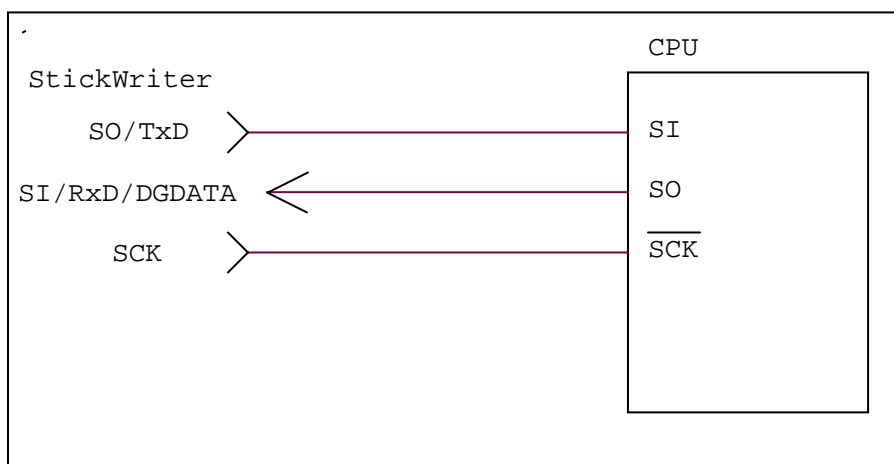 CPU
StickWriter
SO/TxD
SI
SI/RxD/DGDATA
SO
SCK
SCK